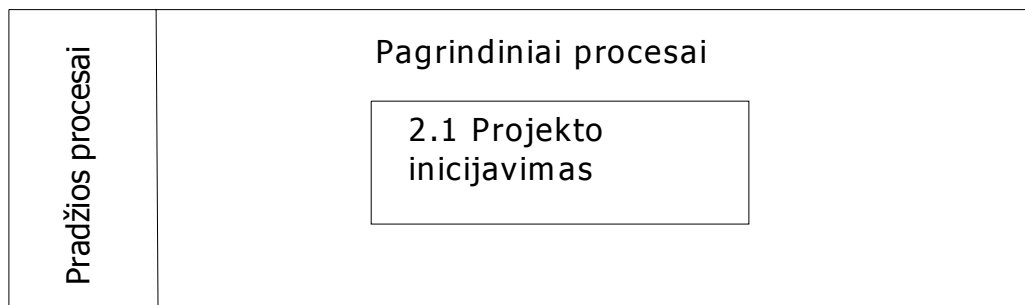 Pradžios procesai
Pagrindiniai procesai
2.1 Projekto
inicijavimas